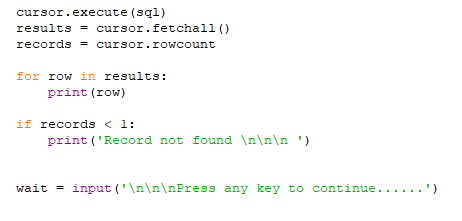 cursor.execute(sql)
results = cursor.fetchall()
records = cursor.rowcount
for row in results:
    print(row)
if records < 1:
    print('Record not found \n\n\n ')
wait = input('\n\n\nPress any key to continue......')